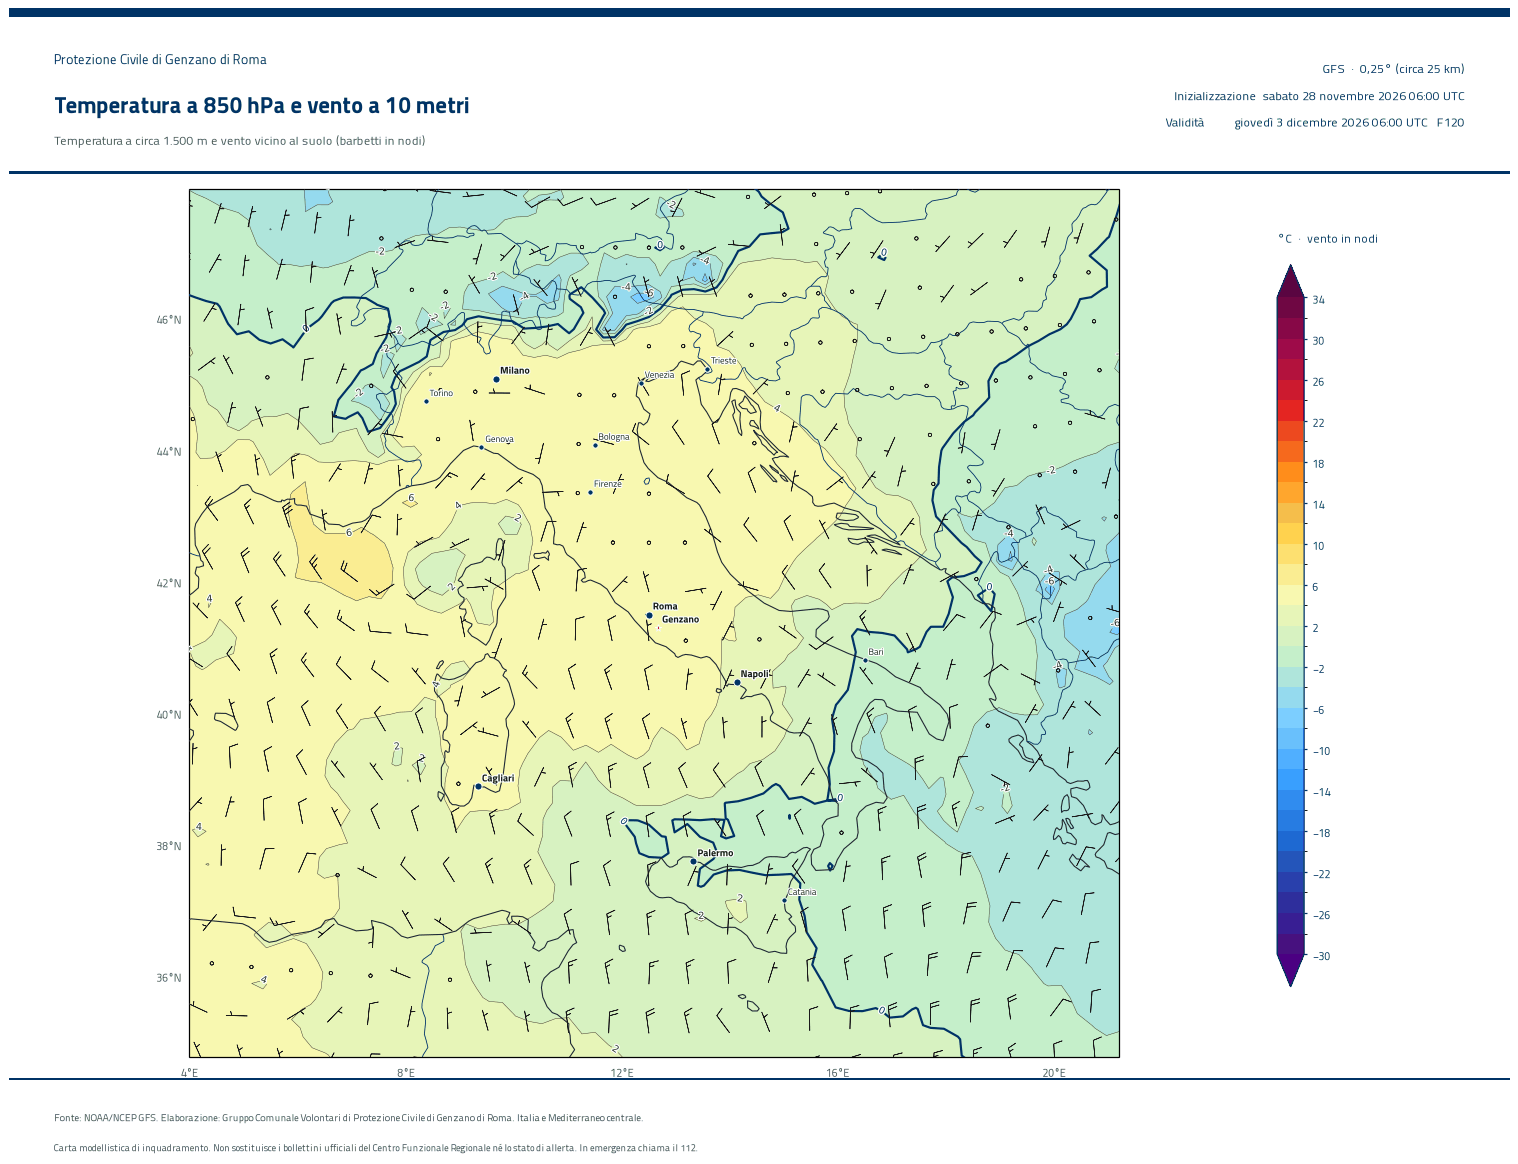 Protezione Civile di Genzano di Roma
Temperatura a 850 hPa e vento a 10 metri
Temperatura a circa 1.500 m e vento vicino al suolo (barbetti in nodi)
GFS · 0,25° (circa 25 km)
Inizializzazione sabato 28 novembre 2026 06:00 UTC
Validità giovedì 3 dicembre 2026 06:00 UTC F120
°C · vento in nodi
34
30
26
22
18
14
10
6
2
−2
−6
−10
−14
−18
−22
−26
−30
46°N
44°N
42°N
40°N
38°N
36°N
4°E
8°E
12°E
16°E
20°E
Milano
Torino
Venezia
Trieste
Genova
Bologna
Firenze
Roma
Genzano
Napoli
Bari
Cagliari
Palermo
Catania
Fonte: NOAA/NCEP GFS. Elaborazione: Gruppo Comunale Volontari di Protezione Civile di Genzano di Roma. Italia e Mediterraneo centrale.
Carta modellistica di inquadramento. Non sostituisce i bollettini ufficiali del Centro Funzionale Regionale né lo stato di allerta. In emergenza chiama il 112.